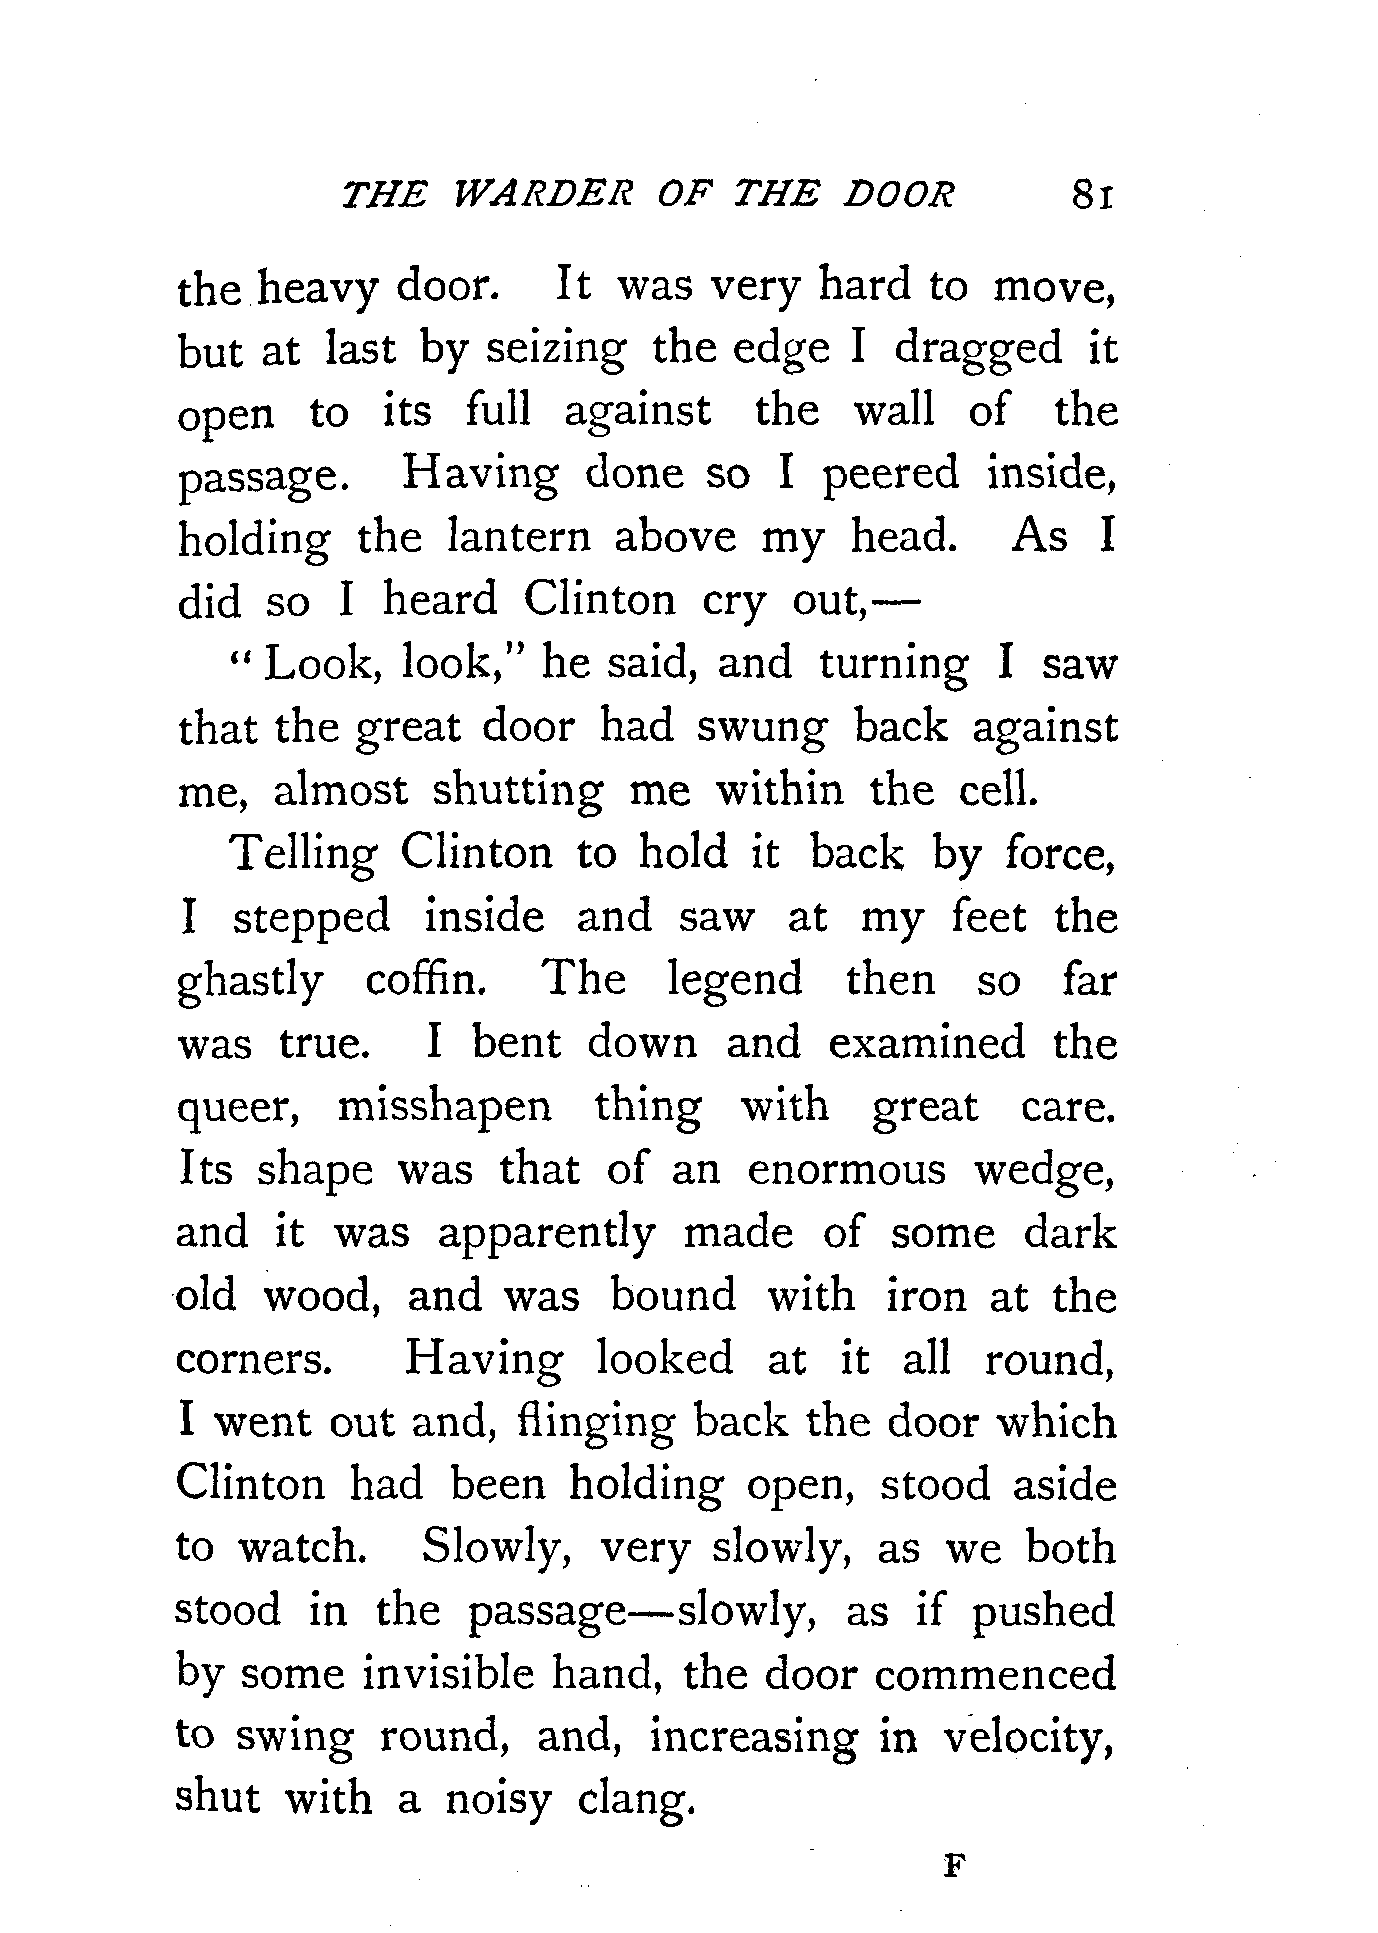 THE WARDER OF THE DOOR 81
the heavy door. It was very hard to move,
but at last by seizing the edge I dragged it
open to its full against the wall of the
passage. Having done so I peered inside,
holding the lantern above my head. As I
did so I heard Clinton cry out,—
“Look, look,” he said, and turning I saw
that the great door had swung back against
me, almost shutting me within the cell.
Telling Clinton to hold it back by force,
I stepped inside and saw at my feet the
ghastly coffin. The legend then so far
was true. I bent down and examined the
queer, misshapen thing with great care.
Its shape was that of an enormous wedge,
and it was apparently made of some dark
old wood, and was bound with iron at the
corners. Having looked at it all round,
I went out and, flinging back the door which
Clinton had been holding open, stood aside
to watch. Slowly, very slowly, as we both
stood in the passage—slowly, as if pushed
by some invisible hand, the door commenced
to swing round, and, increasing in velocity,
shut with a noisy clang.
F